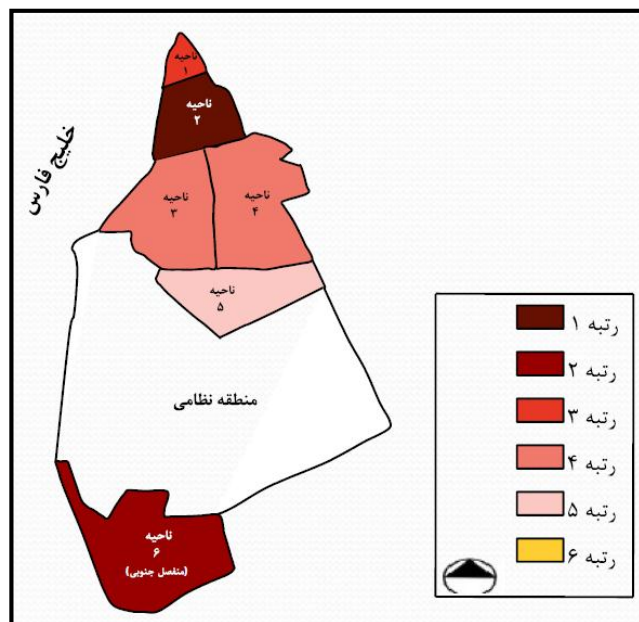 ناحیه
۱
ناحیه
۲
خلیج فارس
ناحیه
۳
ناحیه
۴
ناحیه
۵
منطقه نظامی
ناحیه
۶
(منفصل جنوبی)
رتبه ۱
رتبه ۲
رتبه ۳
رتبه ۴
رتبه ۵
رتبه ۶